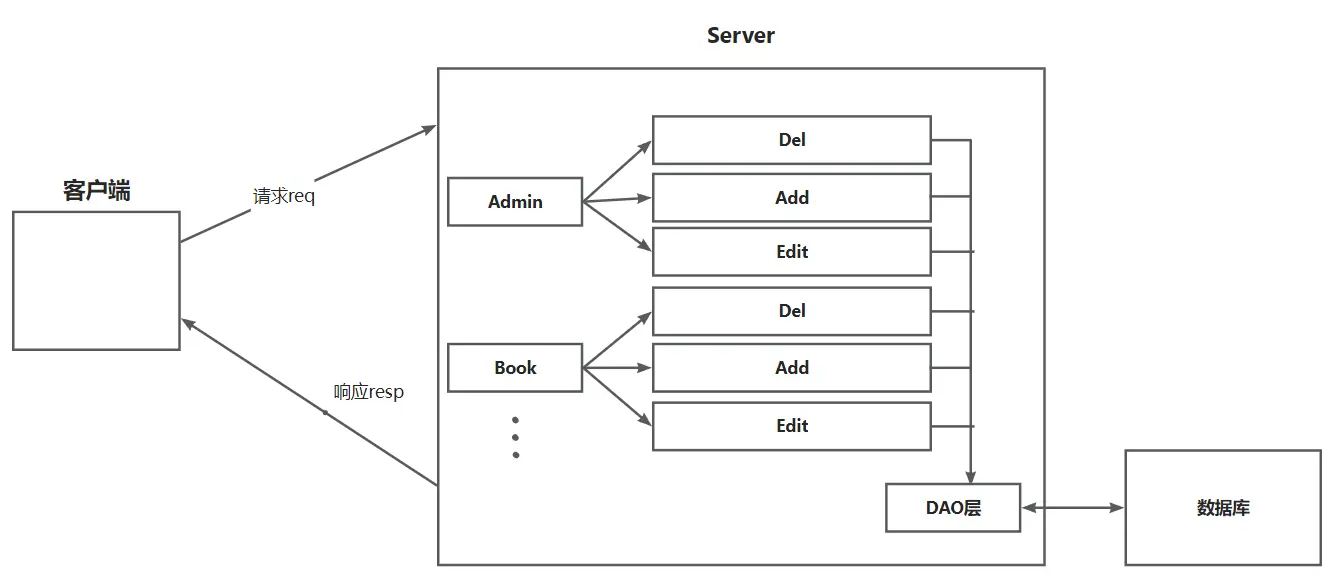 Server
客户端
请求req
响应resp
Admin
Del
Add
Edit
Book
Del
Add
Edit
DAO层
数据库